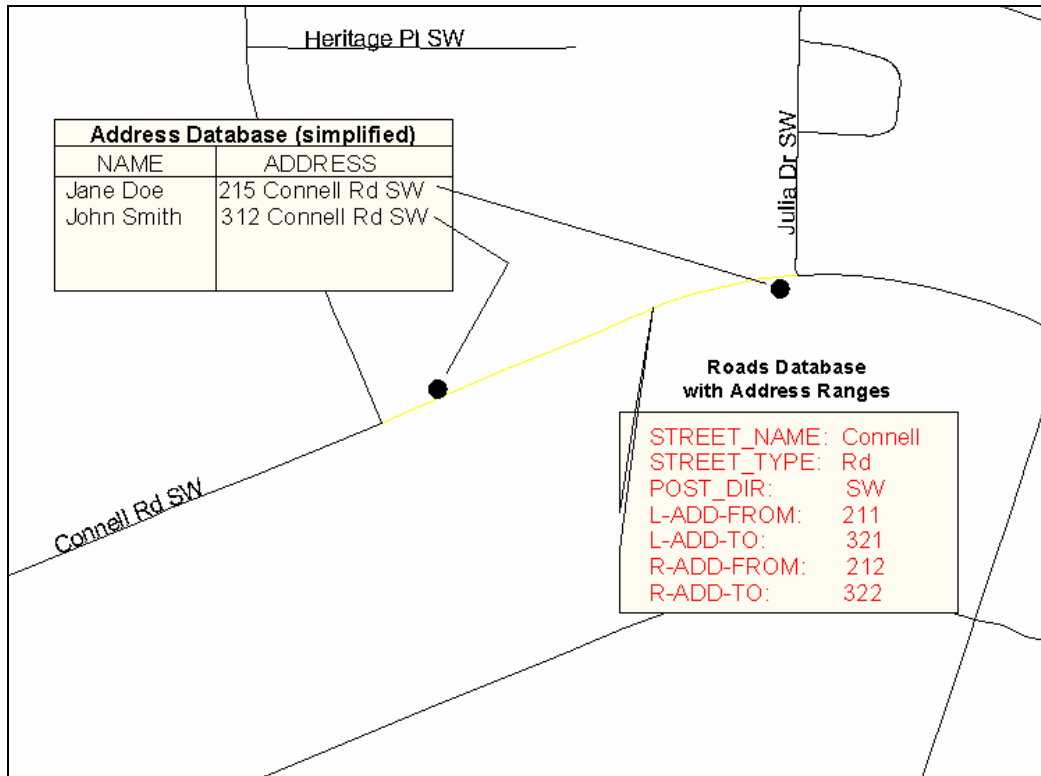 Heritage Pl SW
Julia Dr SW
Address Database (simplified)
NAME ADDRESS
Jane Doe 215 Connell Rd SW
John Smith 312 Connell Rd SW
Roads Database
with Address Ranges
STREET_NAME: Connell
STREET_TYPE: Rd
POST_DIR: SW
L-ADD-FROM: 211
L-ADD-TO: 321
R-ADD-FROM: 212
R-ADD-TO: 322
Connell Rd SW